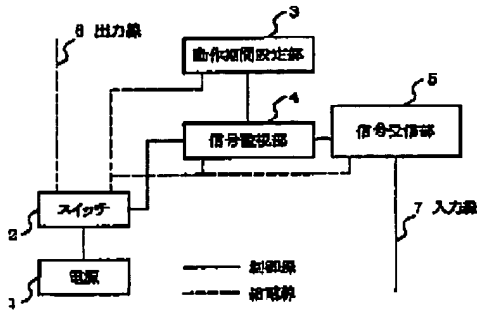 6 出力線
3
動作期間設定部
4
信号監視部
5
信号受信部
スイッチ
2
7 入力線
電源
1
制御線
給電線